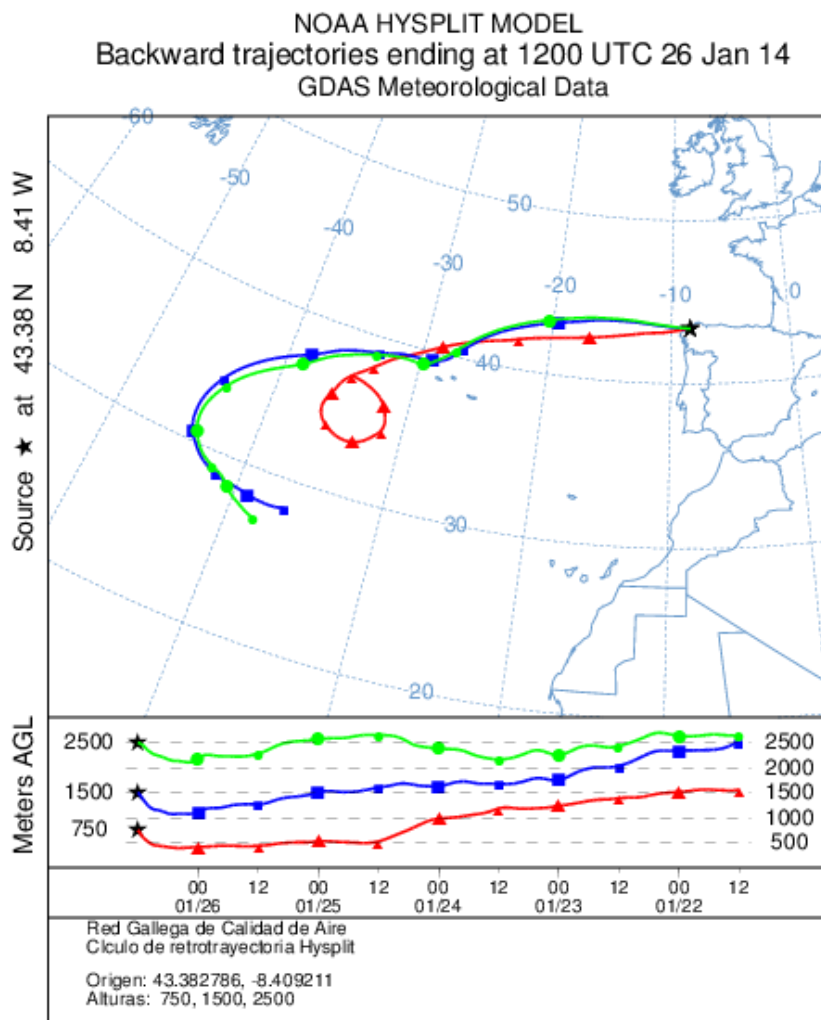 NOAA HYSPLIT MODEL
Backward trajectories ending at 1200 UTC 26 Jan 14
GDAS Meteorological Data
Source ★ at 43.38 N 8.41 W
-60
-50
-40
-30
-20
-10
0
50
40
30
20
Meters AGL
2500
1500
750
2500
2000
1500
1000
500
00 12 00 12 00 12 00 12 00 12
01/26 01/25 01/24 01/23 01/22
Red Gallega de Calidad de Aire
Clculo de retrotrayectoria Hysplit
Origen: 43.382786, -8.409211
Alturas: 750, 1500, 2500